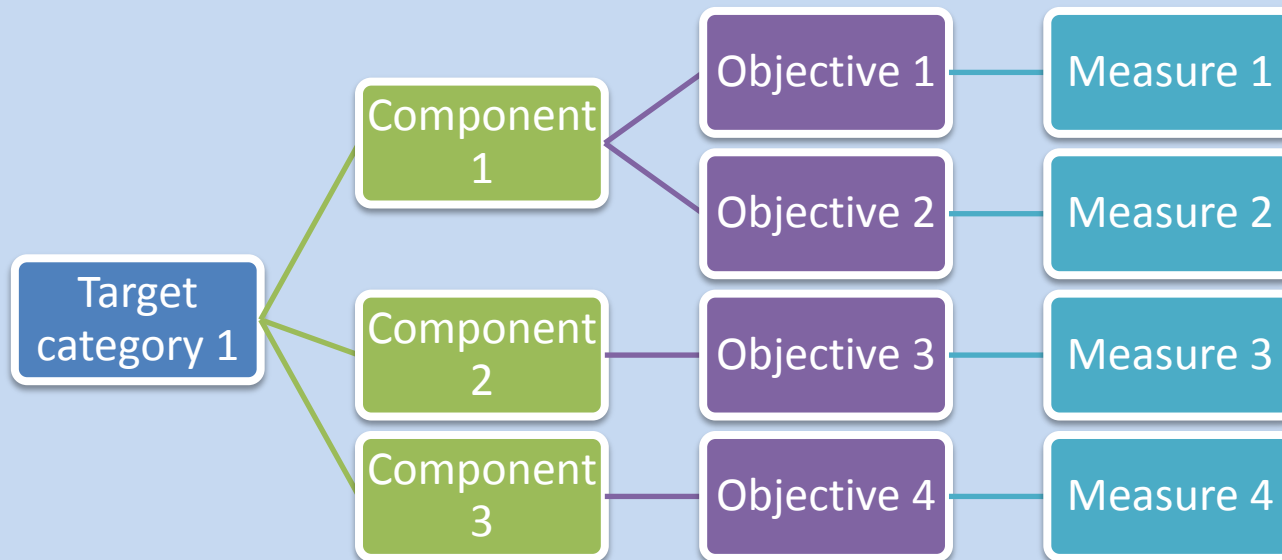 Target
category 1
Component
1
Component
2
Component
3
Objective 1
Objective 2
Objective 3
Objective 4
Measure 1
Measure 2
Measure 3
Measure 4